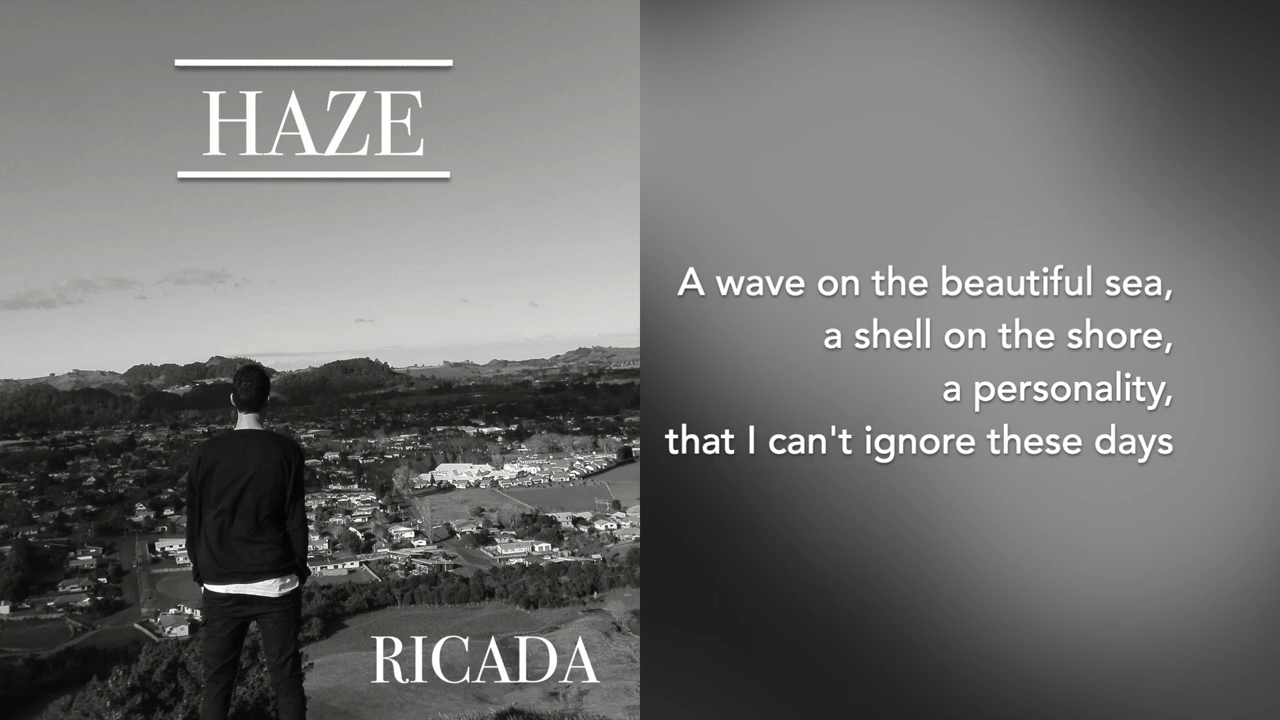 HAZE
RICADA
A wave on the beautiful sea,
a shell on the shore,
a personality,
that I can't ignore these days